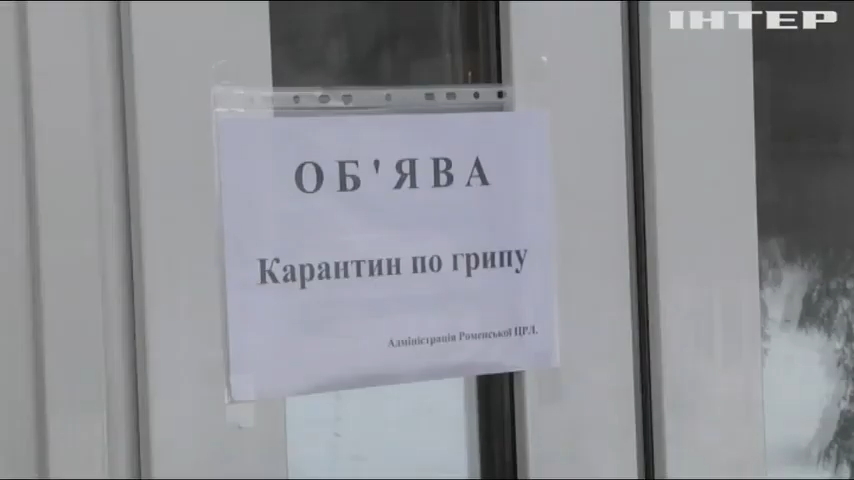 ІНТЕР
ОБ'ЯВА
Карантин по грипу
Адміністрація Роменської ЦРЛ.